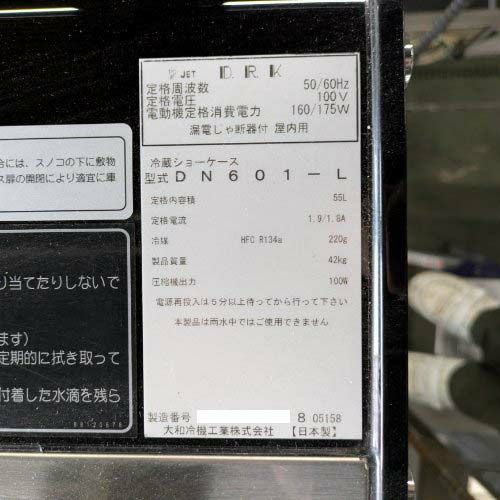 JET D.R.K
定格周波数 50/60Hz
定格電圧 100V
電動機定格消費電力 160/175W
漏電しゃ断器付 屋内用
冷蔵ショーケース
型式 DN601-L
定格内容積 55L
定格電流 1.9/1.8A
冷媒 HFC R134a 220g
製品質量 42kg
圧縮機出力 100W
電源再投入は5分以上待ってから行って下さい
本製品は雨水中ではご使用できません
製造番号 8 05158
大和冷機工業株式会社 【日本製】
合には、スノコの下に敷物
ス扉の開閉により適宜に庫
り当てたりしないで
ます)
定期的に拭き取って
付着した水滴を残ら